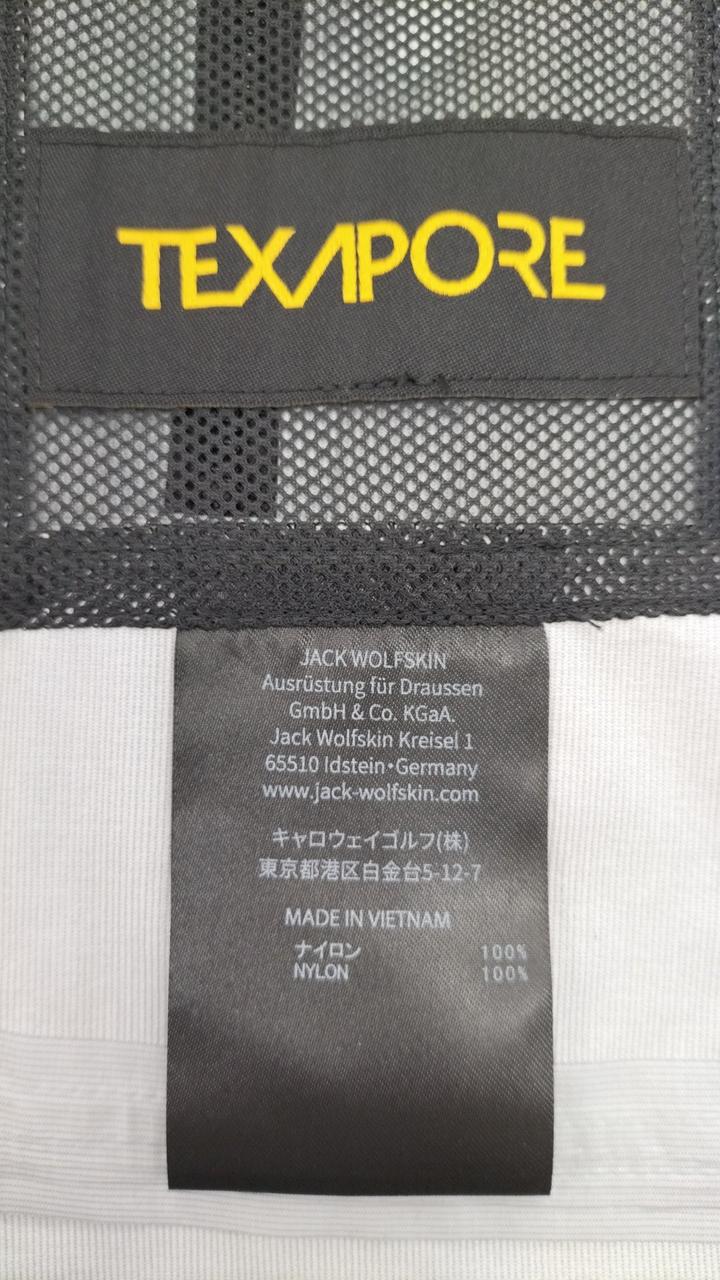 TEXAPORE
JACK WOLFSKIN
Ausrüstung für Draussen
GmbH & Co. KGaA.
Jack Wolfskin Kreisel 1
65510 Idstein・Germany
www.jack-wolfskin.com
キャロウェイゴルフ(株)
東京都港区白金台5-12-7
MADE IN VIETNAM
ナイロン 100%
NYLON 100%